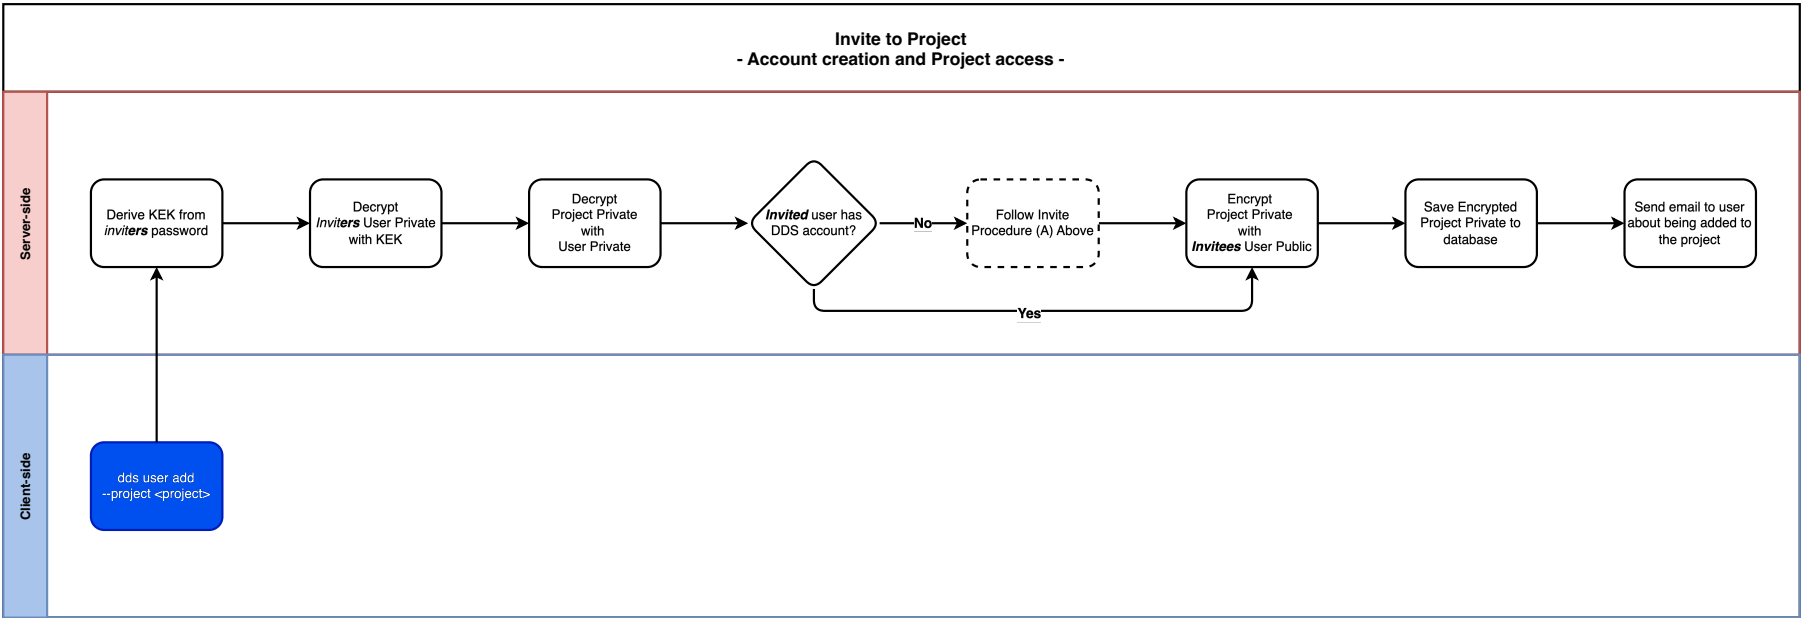 Invite to Project
- Account creation and Project access -
Server-side
Derive KEK from
inviters password
Decrypt
Inviters User Private
with KEK
Decrypt
Project Private
with
User Private
Invited user has
DDS account?
No
Follow Invite
Procedure (A) Above
Encrypt
Project Private
with
Invitees User Public
Save Encrypted
Project Private to
database
Send email to user
about being added to
the project
Yes
Client-side
dds user add
--project <project>